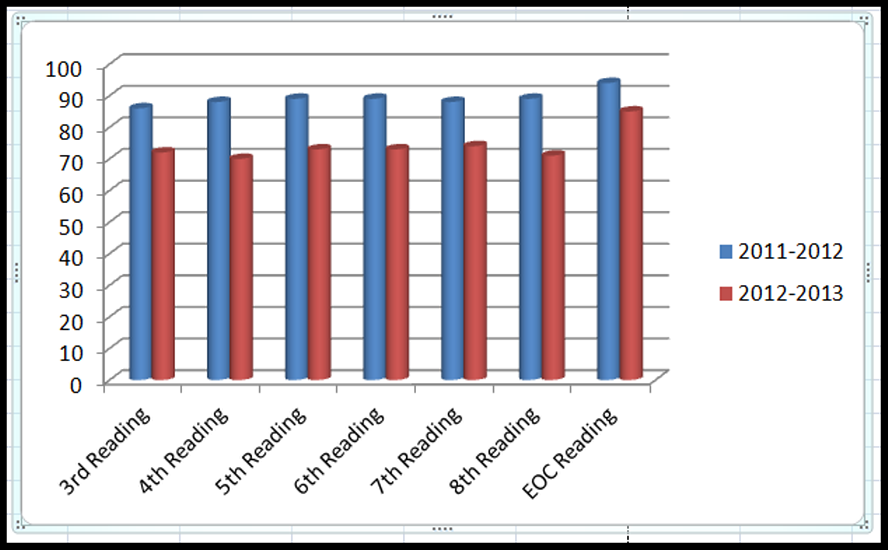 100
90
80
70
60
50
40
30
20
10
0
3rd Reading
4th Reading
5th Reading
6th Reading
7th Reading
8th Reading
EOC Reading
2011-2012
2012-2013